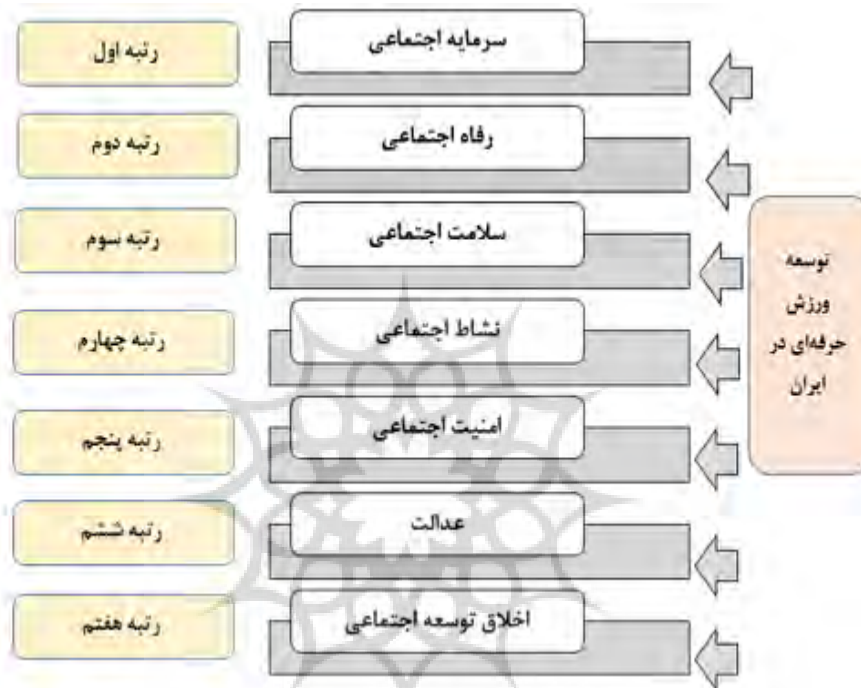 سرمایه اجتماعی
رتبه اول
رفاه اجتماعی
رتبه دوم
سلامت اجتماعی
رتبه سوم
نشاط اجتماعی
رتبه چهارم
امنیت اجتماعی
رتبه پنجم
عدالت
رتبه ششم
اخلاق توسعه اجتماعی
رتبه هفتم
توسعه
ورزش
حرفه‌ای در
ایران